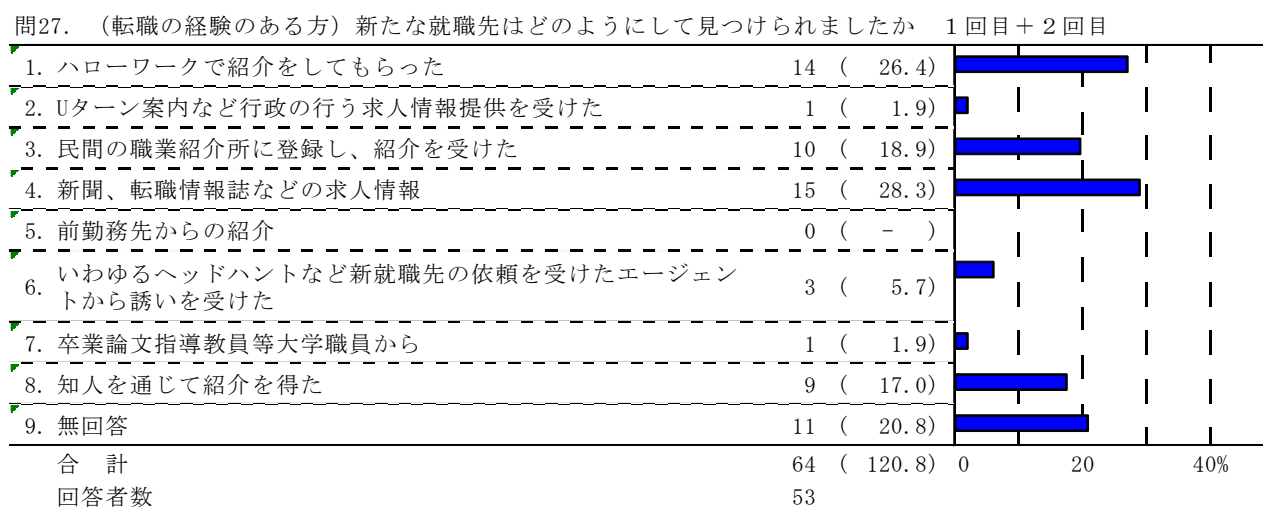 問27. （転職の経験のある方）新たな就職先はどのようにして見つけられましたか　１回目＋２回目
1. ハローワークで紹介をしてもらった 14 ( 26.4)
2. Uターン案内など行政の行う求人情報提供を受けた 1 ( 1.9)
3. 民間の職業紹介所に登録し、紹介を受けた 10 ( 18.9)
4. 新聞、転職情報誌などの求人情報 15 ( 28.3)
5. 前勤務先からの紹介 0 ( － )
6. いわゆるヘッドハントなど新就職先の依頼を受けたエージェン
トから誘いを受けた 3 ( 5.7)
7. 卒業論文指導教員等大学職員から 1 ( 1.9)
8. 知人を通じて紹介を得た 9 ( 17.0)
9. 無回答 11 ( 20.8)
合　計 64 ( 120.8) 0 20 40%
回答者数 53